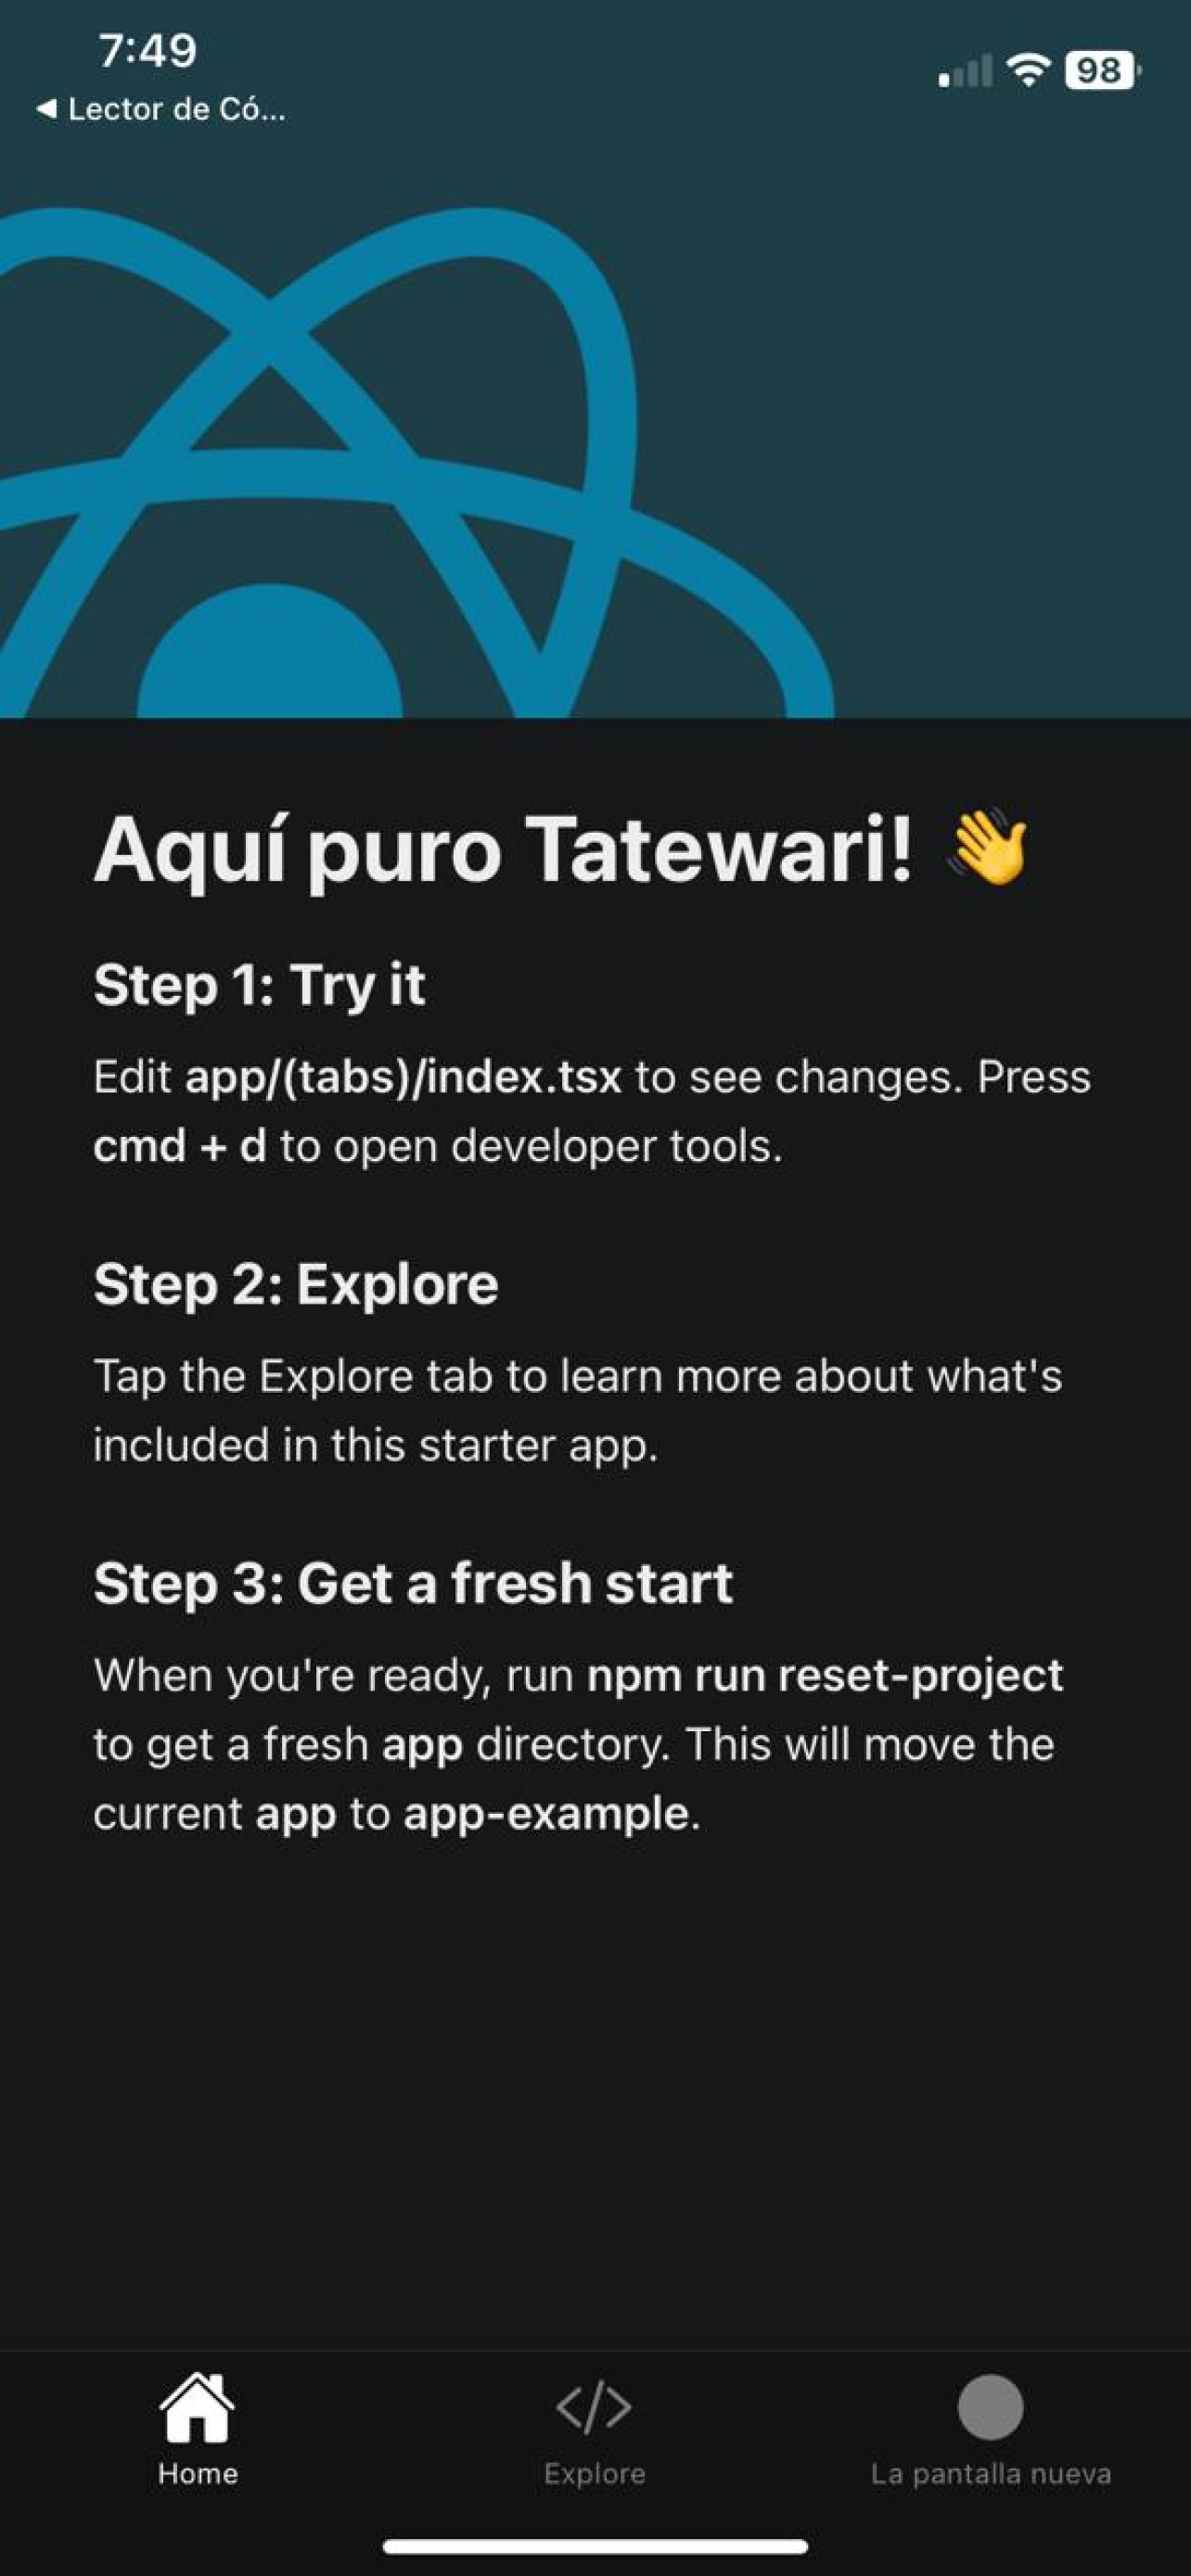 7:49
98
◀ Lector de Có...
Aquí puro Tatewari! 👋
Step 1: Try it
Edit app/(tabs)/index.tsx to see changes. Press
cmd + d to open developer tools.
Step 2: Explore
Tap the Explore tab to learn more about what's
included in this starter app.
Step 3: Get a fresh start
When you're ready, run npm run reset-project
to get a fresh app directory. This will move the
current app to app-example.
Home
Explore
La pantalla nueva